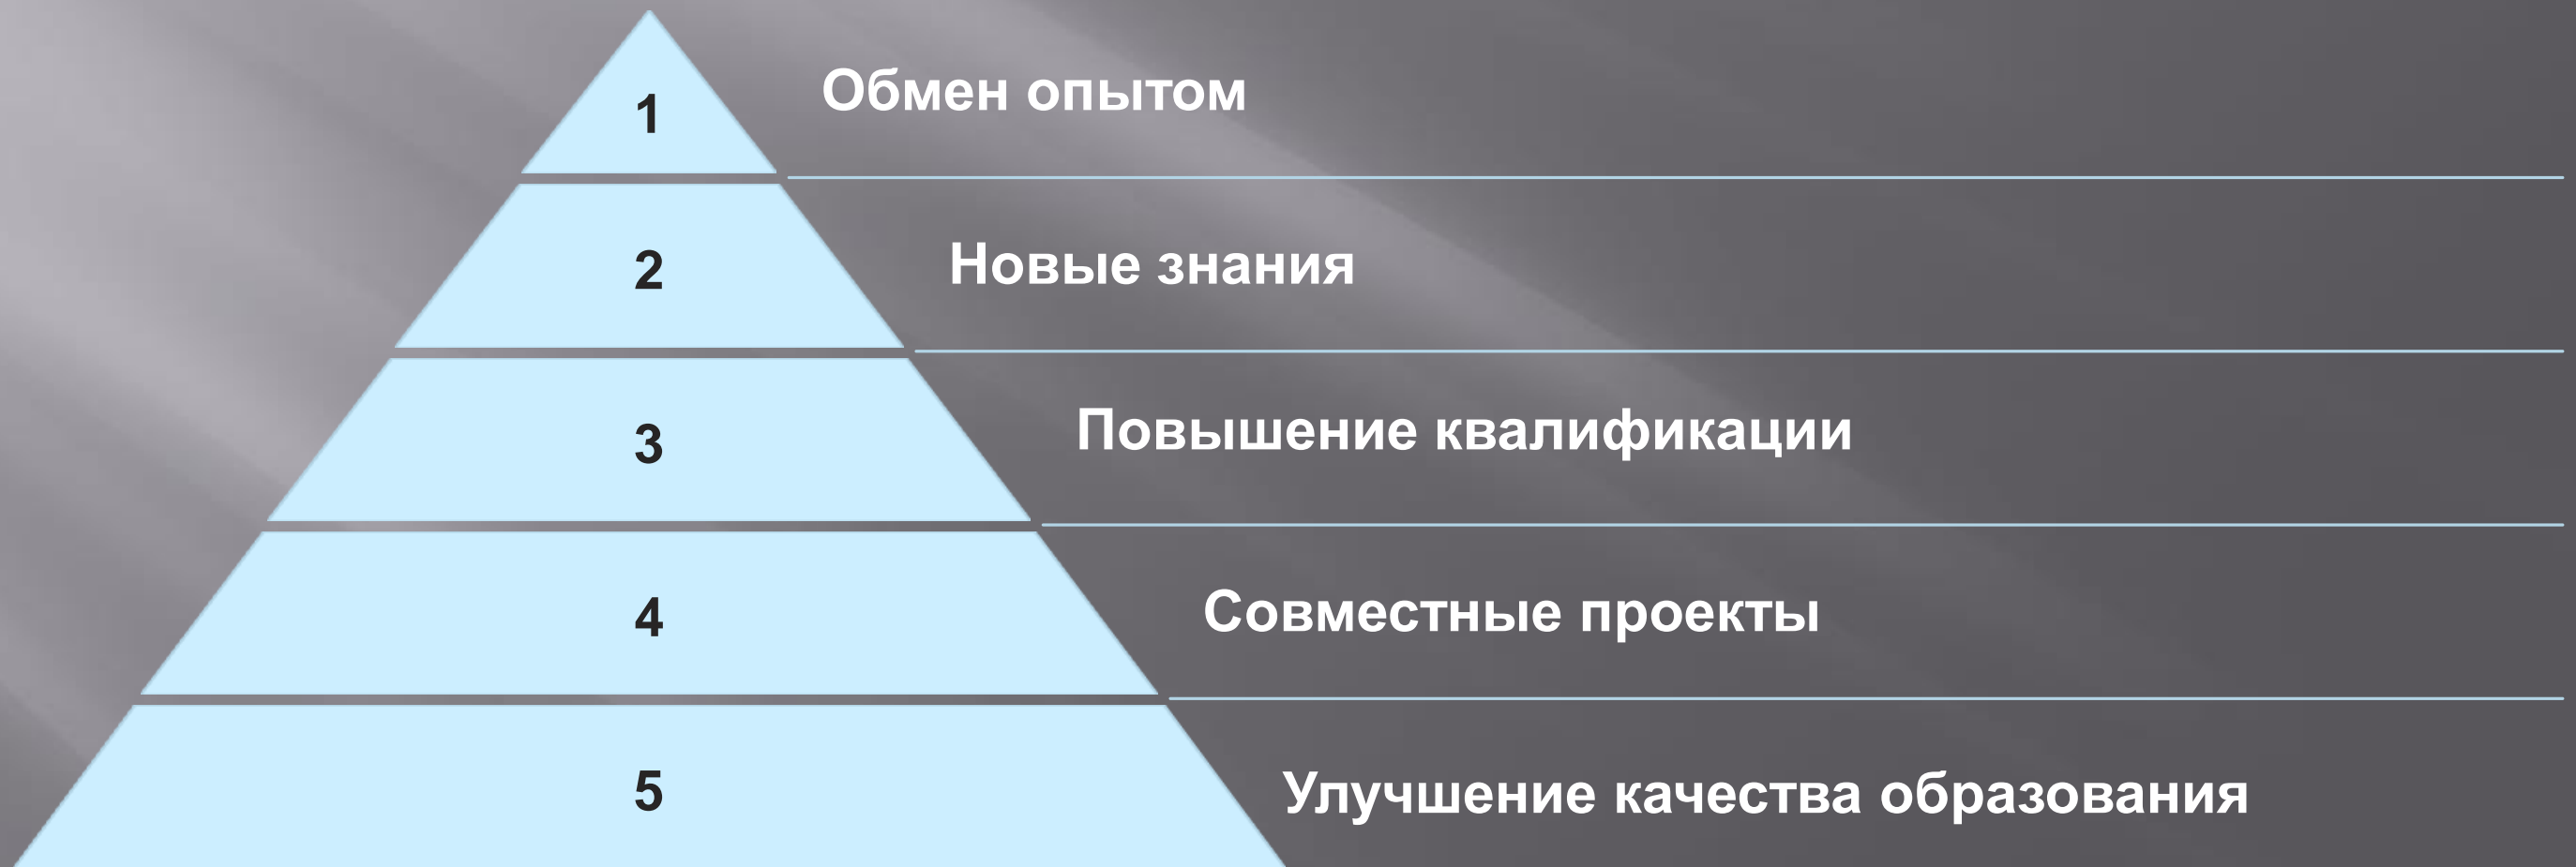 1
Обмен опытом
2
Новые знания
3
Повышение квалификации
4
Совместные проекты
5
Улучшение качества образования